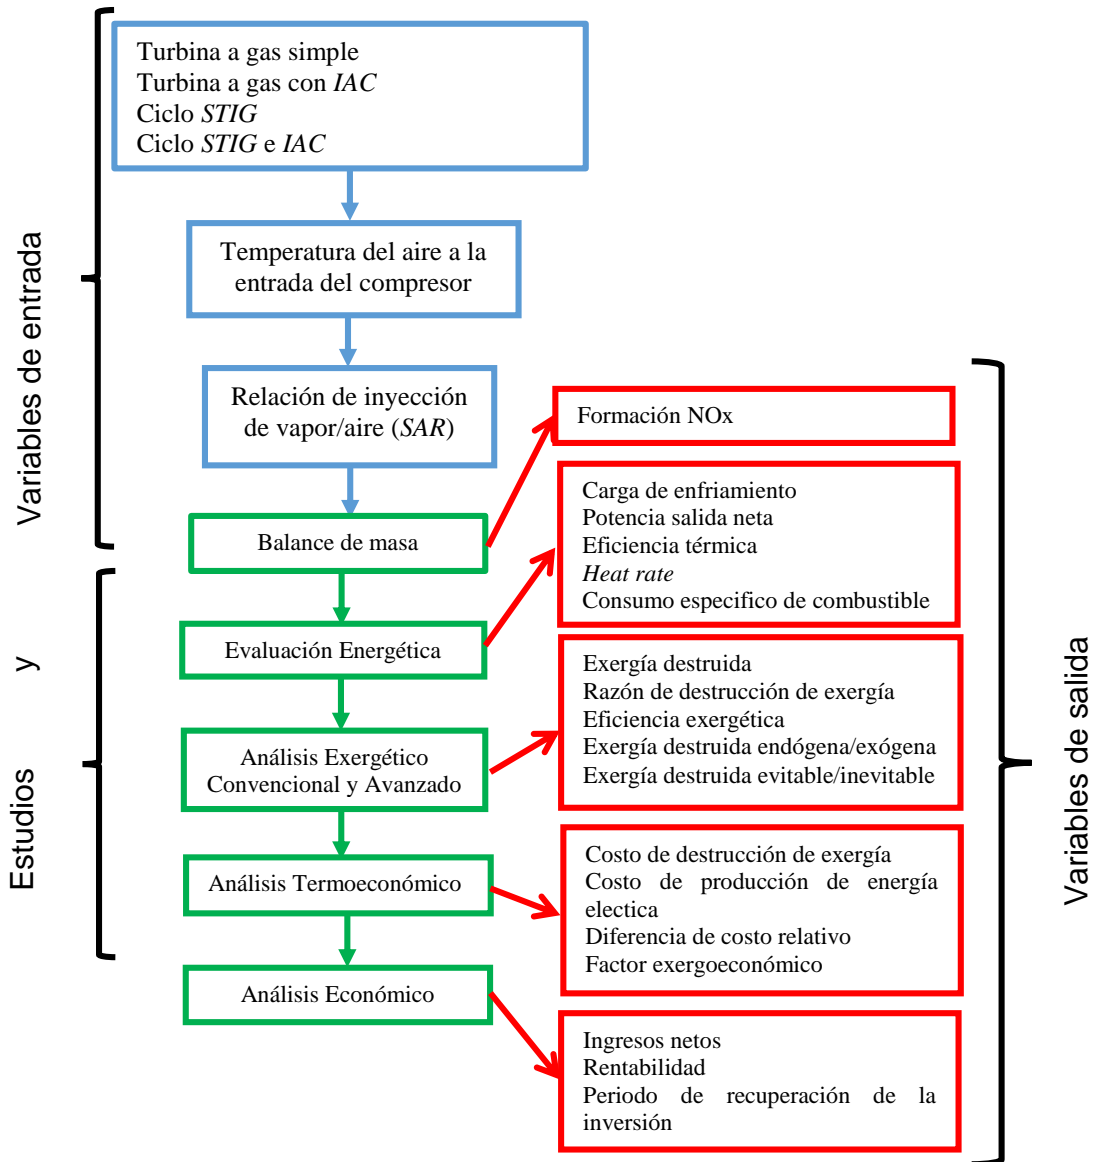 Variables de entrada
Turbina a gas simple
Turbina a gas con IAC
Ciclo STIG
Ciclo STIG e IAC
Temperatura del aire a la
entrada del compresor
Relación de inyección
de vapor/aire (SAR)
Balance de masa
Formación NOx
Estudios y
Evaluación Energética
Carga de enfriamiento
Potencia salida neta
Eficiencia térmica
Heat rate
Consumo especifico de combustible
Análisis Exergético
Convencional y Avanzado
Exergía destruida
Razón de destrucción de exergía
Eficiencia exergética
Exergía destruida endógena/exógena
Exergía destruida evitable/inevitable
Análisis Termoeconómico
Costo de destrucción de exergía
Costo de producción de energía
electica
Diferencia de costo relativo
Factor exergoeconómico
Análisis Económico
Ingresos netos
Rentabilidad
Periodo de recuperación de la
inversión
Variables de salida